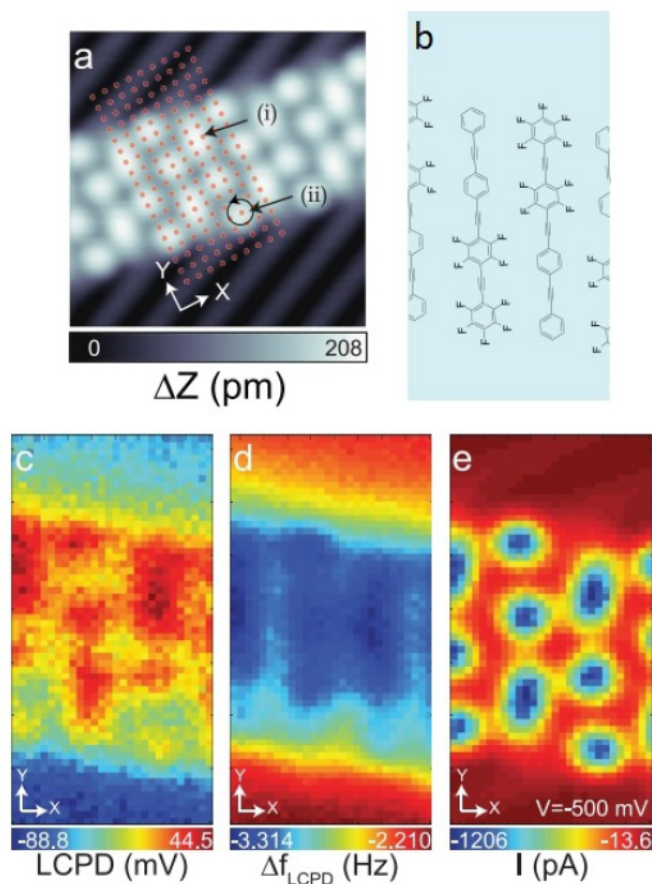 a
(i)
(ii)
Y
X
0 208
ΔZ (pm)
b
F
F F
F F F
F
F F
F F
F
F
F F
F
F F
F
F F
F F
F
F
F
c
Y
X
-88.8 44.5
LCPD (mV)
d
Y
X
-3.314 -2.210
Δf_LCPD (Hz)
e
Y
X
V=-500 mV
-1206 -13.6
I (pA)